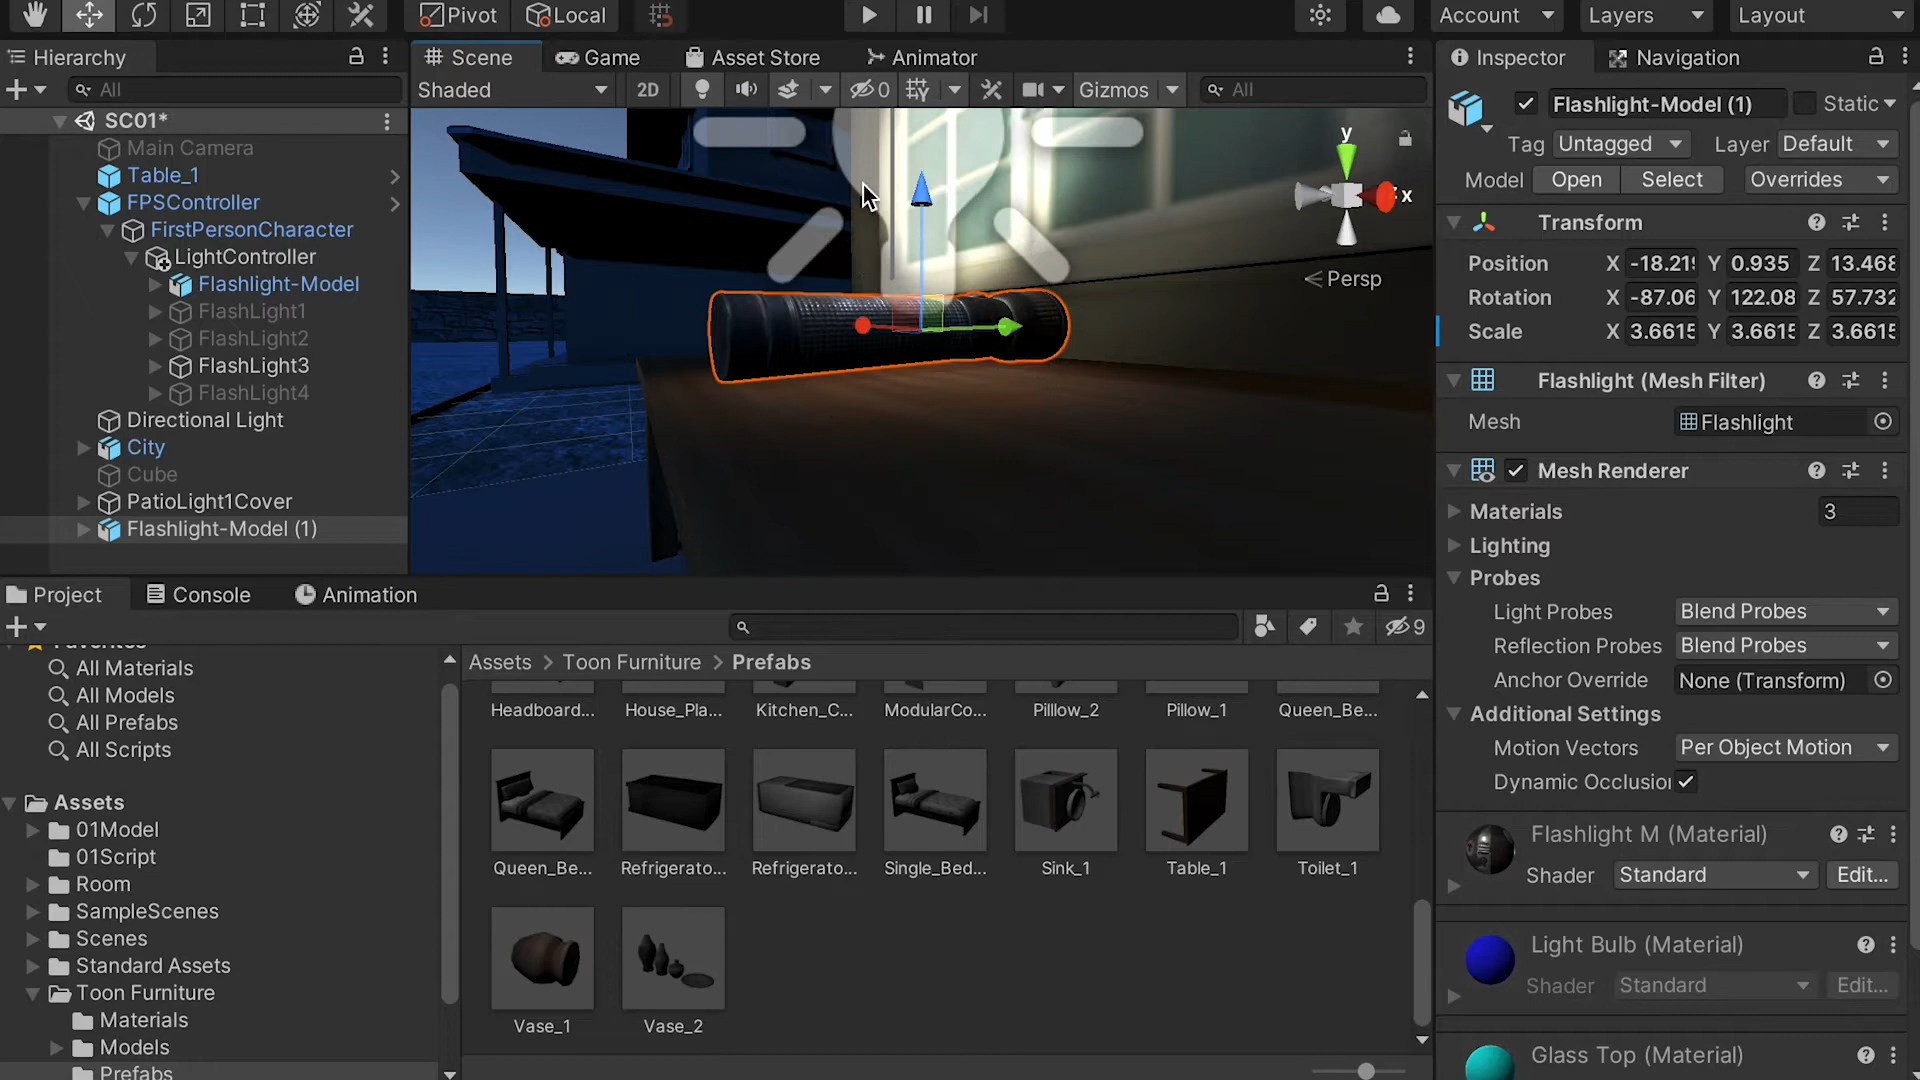 Pivot Local Account Layers Layout
Hierarchy Scene Game Asset Store Animator Inspector Navigation
All Shaded 2D 0 Gizmos All
Flashlight-Model (1) Static
Tag Untagged Layer Default
Model Open Select Overrides
SC01*
Main Camera
Table_1
FPSController
FirstPersonCharacter
LightController
Flashlight-Model
FlashLight1
FlashLight2
FlashLight3
FlashLight4
Directional Light
City
Cube
PatioLight1Cover
Flashlight-Model (1)
y
x
Persp
Transform
Position X -18.21 Y 0.935 Z 13.468
Rotation X -87.06 Y 122.08 Z 57.732
Scale X 3.6615 Y 3.6615 Z 3.6615
Flashlight (Mesh Filter)
Mesh Flashlight
Mesh Renderer
Materials 3
Lighting
Probes
Light Probes Blend Probes
Reflection Probes Blend Probes
Anchor Override None (Transform)
Additional Settings
Motion Vectors Per Object Motion
Dynamic Occlusion
Flashlight M (Material)
Shader Standard Edit...
Light Bulb (Material)
Shader Standard Edit...
Glass Top (Material)
Project Console Animation
9
Favorites
All Materials
All Models
All Prefabs
All Scripts
Assets
01Model
01Script
Room
SampleScenes
Scenes
Standard Assets
Toon Furniture
Materials
Models
Prefabs
Assets > Toon Furniture > Prefabs
Headboard... House_Pla... Kitchen_C... ModularCo... Pilllow_2 Pillow_1 Queen_Be...
Queen_Be... Refrigerato... Refrigerato... Single_Bed... Sink_1 Table_1 Toilet_1
Vase_1 Vase_2